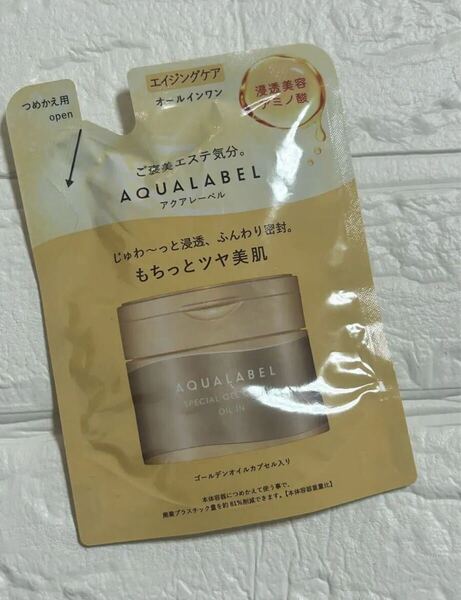 つめかえ用
open
エイジングケア
オールインワン
浸透美容
アミノ酸
ご褒美エステ気分。
AQUALABEL
アクアレーベル
じゅわ〜っと浸透、ふんわり密封。
もちっとツヤ美肌
AQUALABEL
SPECIAL GEL
OIL IN
ゴールデンオイルカプセル入り
本体容器につめかえて使う事で、
廃棄プラスチック量を約81%削減できます。【本体容器重量比】